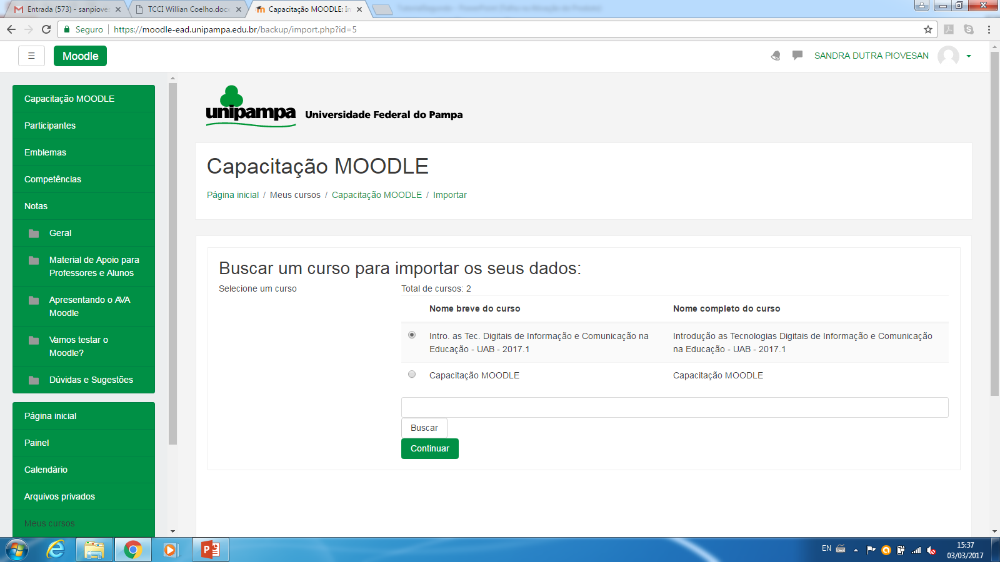 Entrada (573) - sanpioves
TCCI Willian Coelho.docx
Capacitação MOODLE: In
Seguro
https://moodle-ead.unipampa.edu.br/backup/import.php?id=5
Moodle
SANDRA DUTRA PIOVESAN
Capacitação MOODLE
Participantes
Emblemas
Competências
Notas
Geral
Material de Apoio para
Professores e Alunos
Apresentando o AVA
Moodle
Vamos testar o
Moodle?
Dúvidas e Sugestões
Página inicial
Painel
Calendário
Arquivos privados
Meus cursos
unipampa
Universidade Federal do Pampa
Capacitação MOODLE
Página inicial / Meus cursos / Capacitação MOODLE / Importar
Buscar um curso para importar os seus dados:
Selecione um curso
Total de cursos: 2
Nome breve do curso
Nome completo do curso
Intro. as Tec. Digitais de Informação e Comunicação na
Educação - UAB - 2017.1
Introdução as Tecnologias Digitais de Informação e Comunicação
na Educação - UAB - 2017.1
Capacitação MOODLE
Capacitação MOODLE
Buscar
Continuar
EN
15:37
03/03/2017